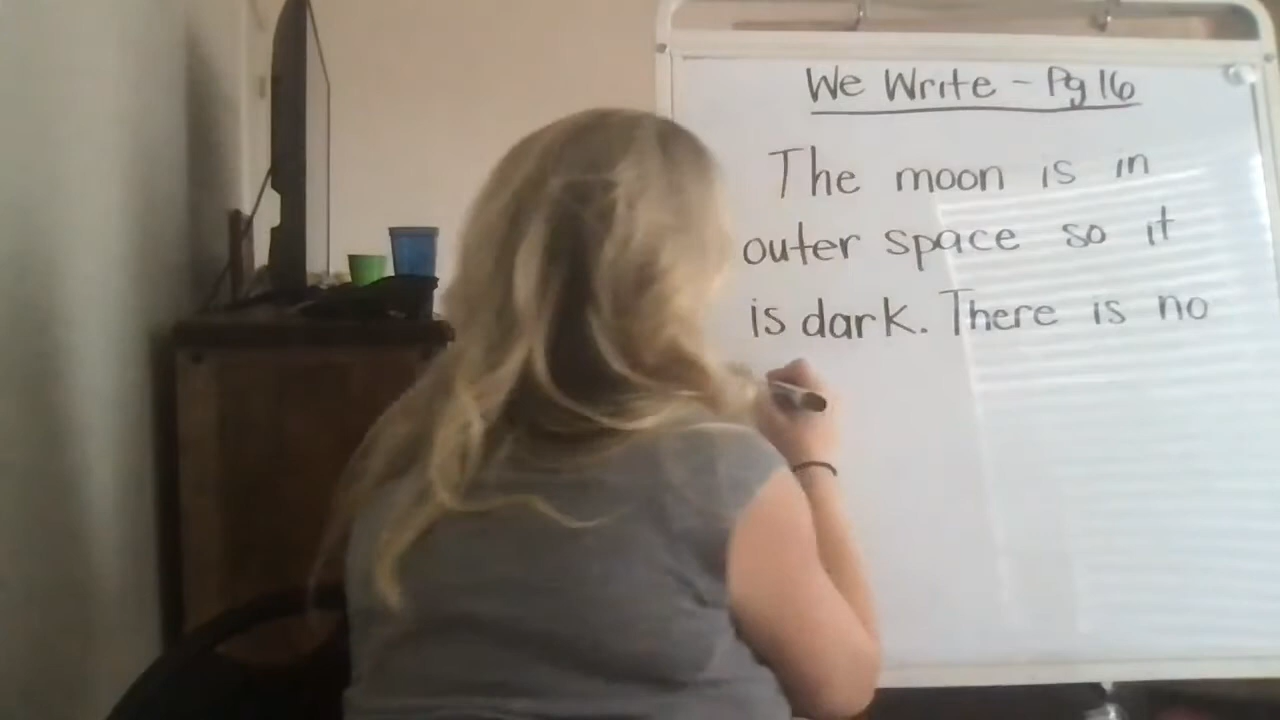 We Write - Pg 16
The moon is in
outer space so it
is dark. There is no